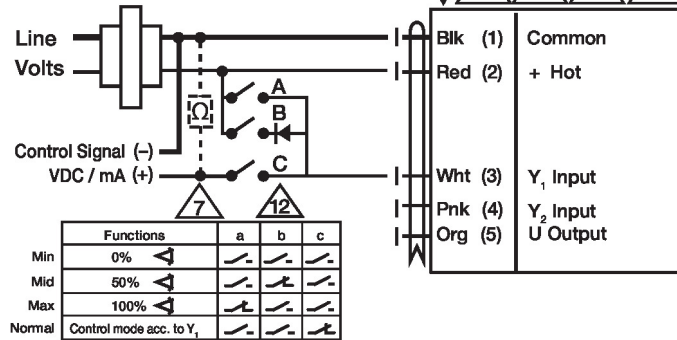 Line
Volts
Blk (1) Common
Red (2) + Hot
A
Ω
B
Control Signal (−)
VDC / mA (+)
C
Wht (3) Y₁ Input
7
12
Pnk (4) Y₂ Input
Org (5) U Output
Functions a b c
Min 0%
Mid 50%
Max 100%
Normal Control mode acc. to Y₁